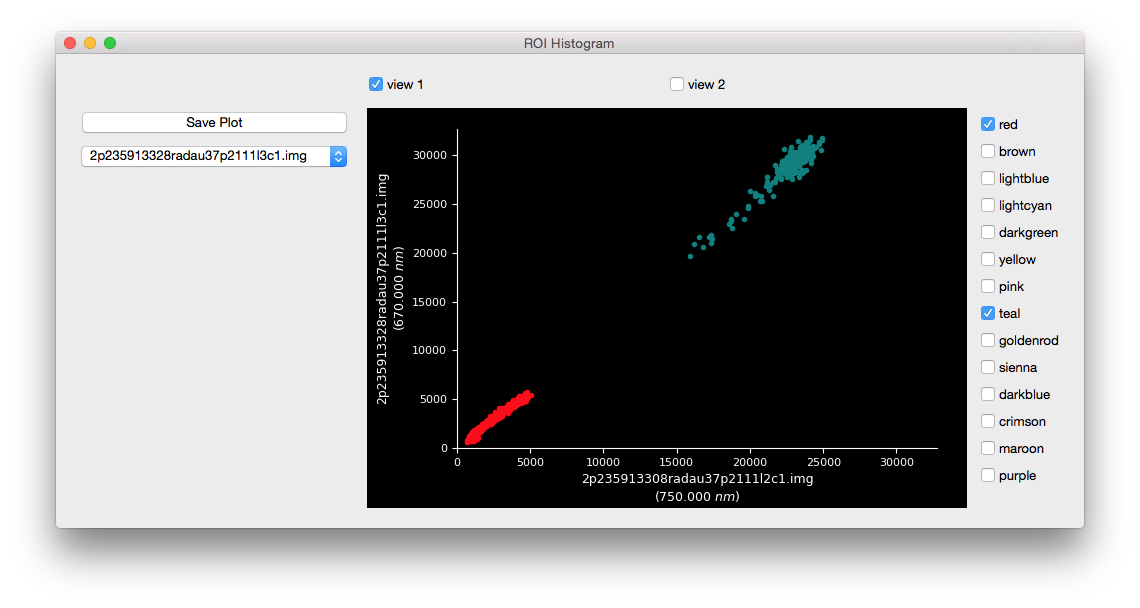 ROI Histogram
view 1
view 2
Save Plot
2p235913328radau37p2111l3c1.img
2p235913328radau37p2111l3c1.img
(670.000 nm)
30000
25000
20000
15000
10000
5000
0
0 5000 10000 15000 20000 25000 30000
2p235913308radau37p2111l2c1.img
(750.000 nm)
red
brown
lightblue
lightcyan
darkgreen
yellow
pink
teal
goldenrod
sienna
darkblue
crimson
maroon
purple